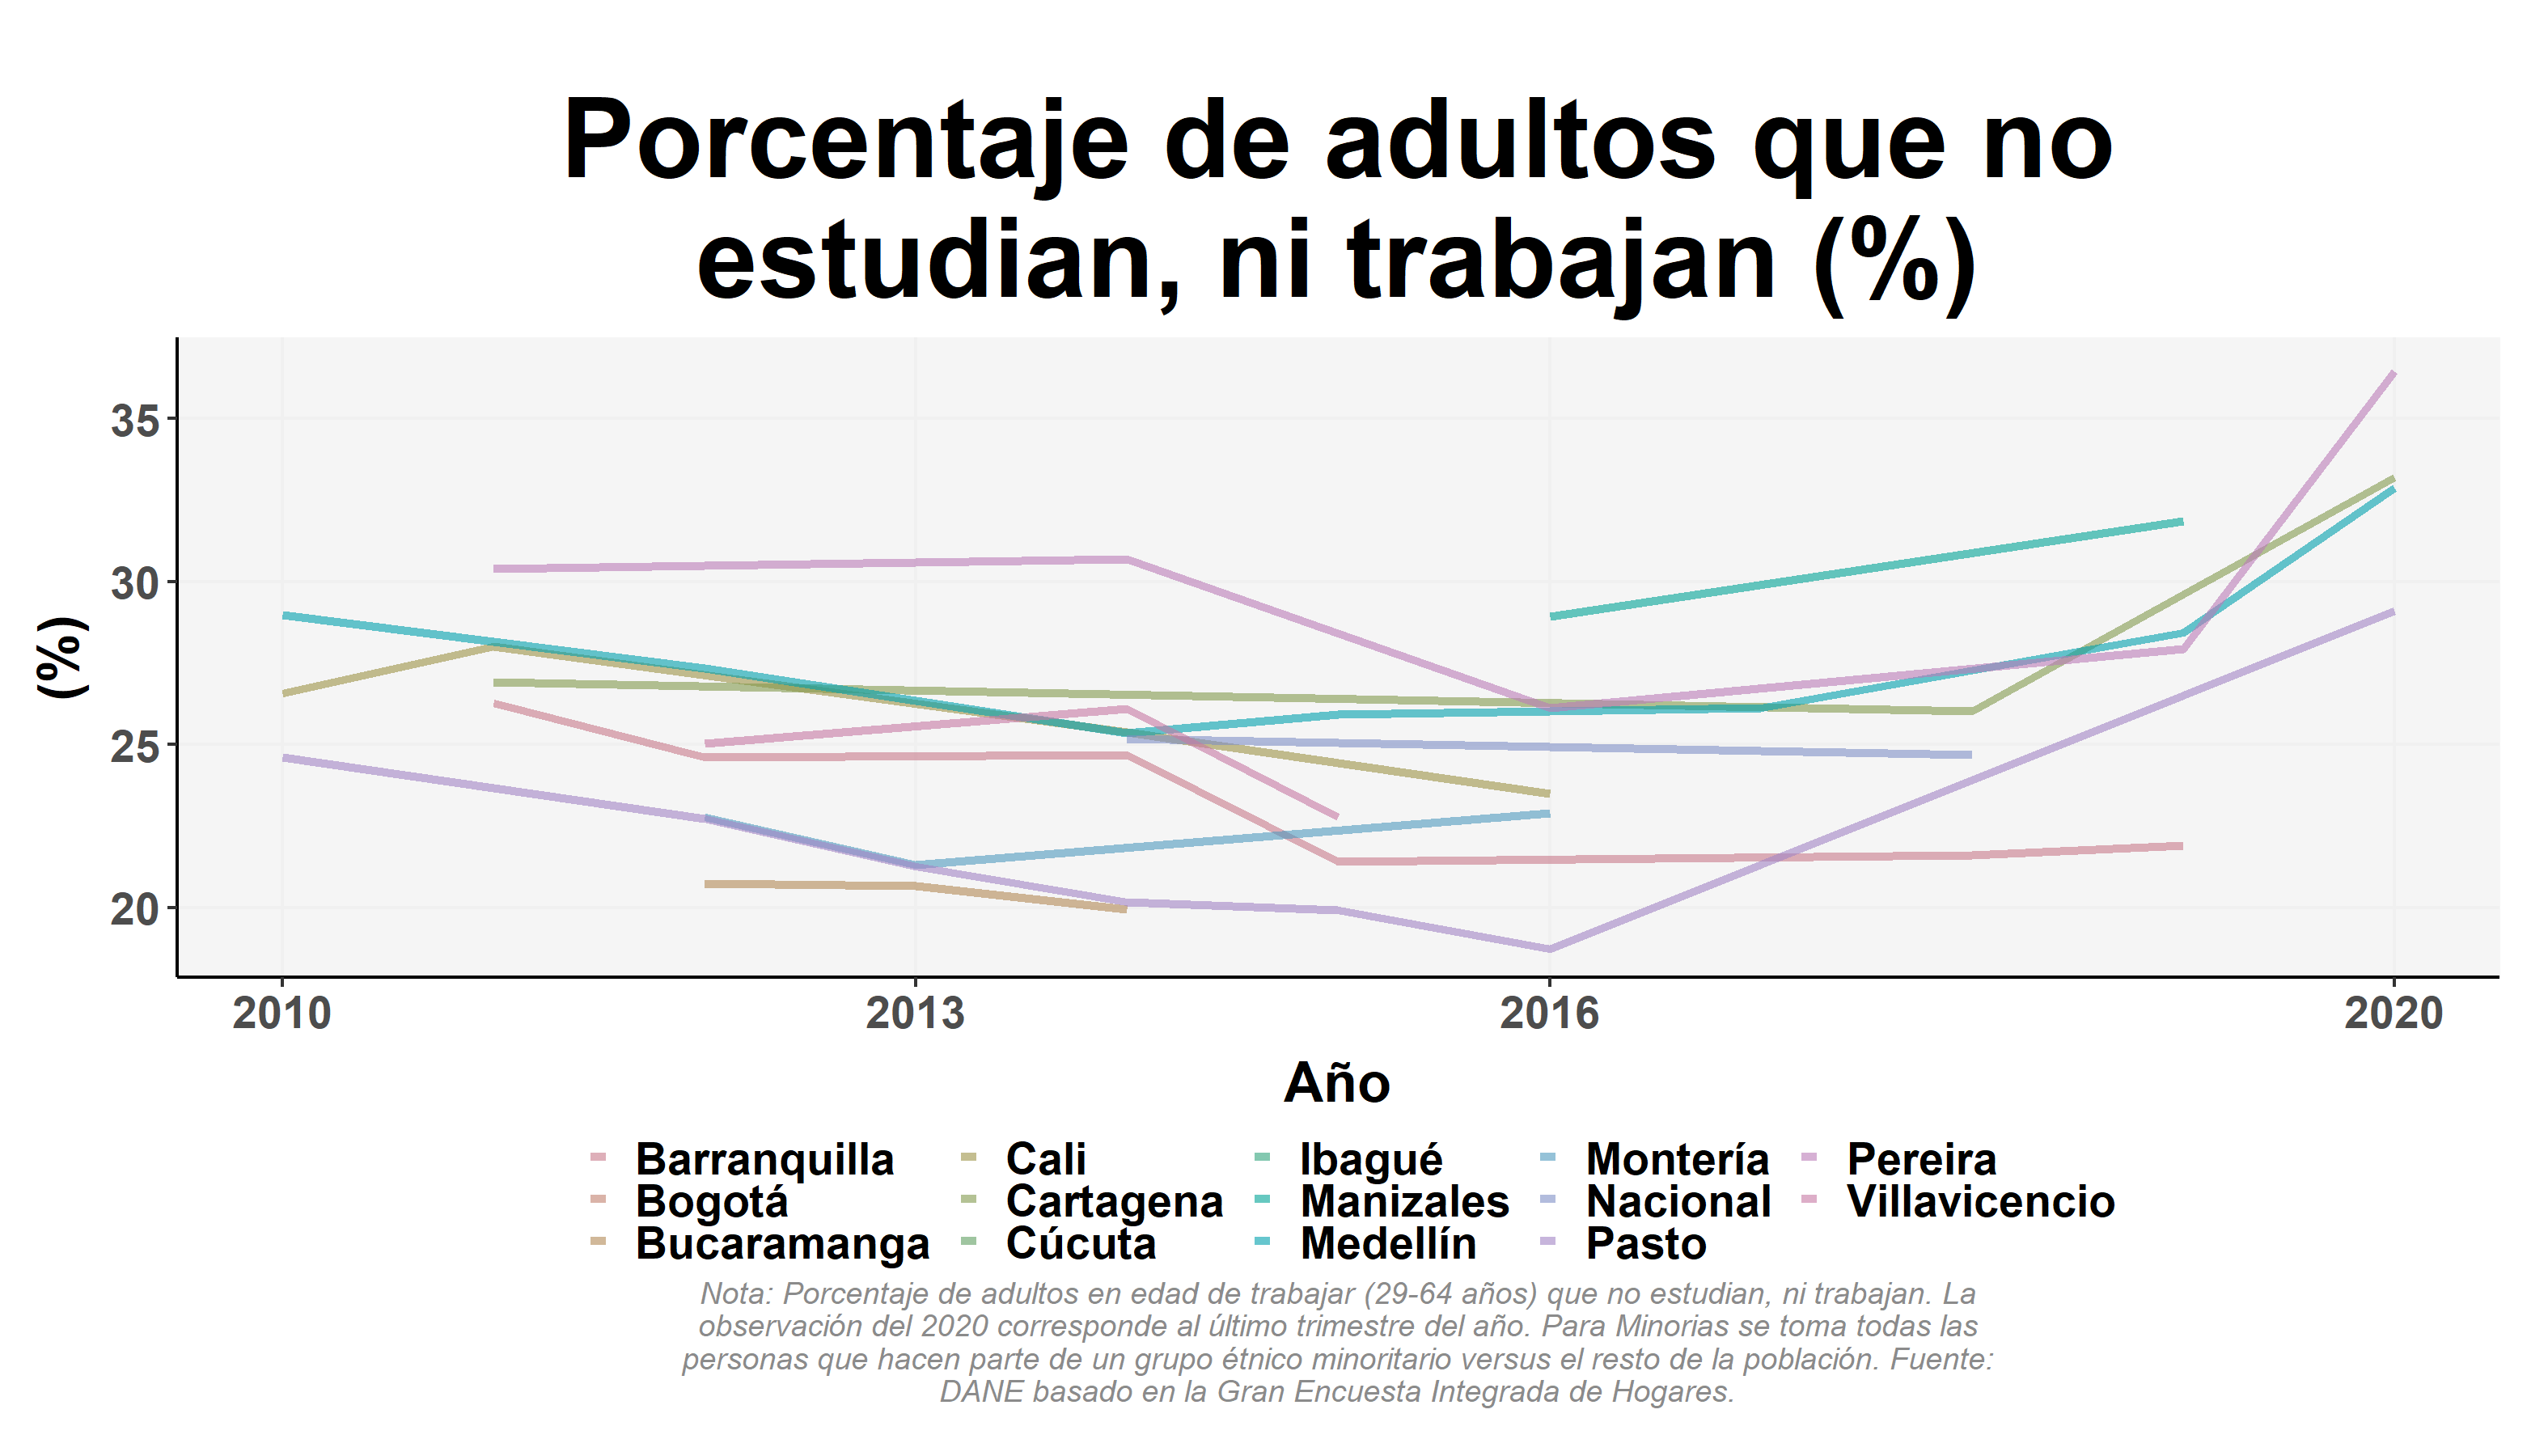 Porcentaje de adultos que no
estudian, ni trabajan (%)
(%)
35
30
25
20
2010 2013 2016 2020
Año
Barranquilla Cali Ibagué Montería Pereira
Bogotá Cartagena Manizales Nacional Villavicencio
Bucaramanga Cúcuta Medellín Pasto
Nota: Porcentaje de adultos en edad de trabajar (29-64 años) que no estudian, ni trabajan. La
observación del 2020 corresponde al último trimestre del año. Para Minorias se toma todas las
personas que hacen parte de un grupo étnico minoritario versus el resto de la población. Fuente:
DANE basado en la Gran Encuesta Integrada de Hogares.